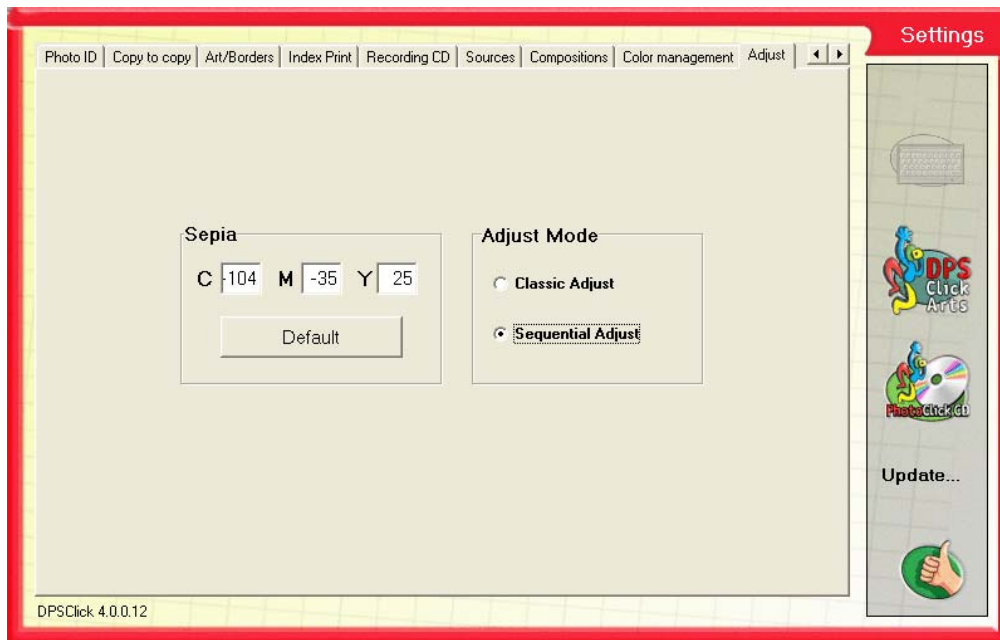 Settings
Photo ID Copy to copy Art/Borders Index Print Recording CD Sources Compositions Color management Adjust
Sepia
C -104 M -35 Y 25
Default
Adjust Mode
Classic Adjust
Sequential Adjust
DPS
Click
Arts
PhotoClick CD
Update...
DPSClick 4.0.0.12